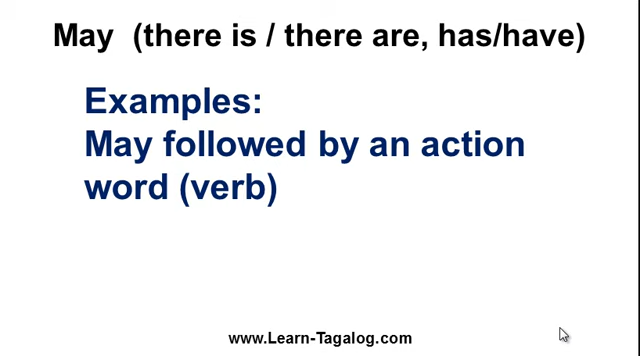 May  (there is / there are, has/have)
Examples:
May followed by an action
word (verb)
www.Learn-Tagalog.com